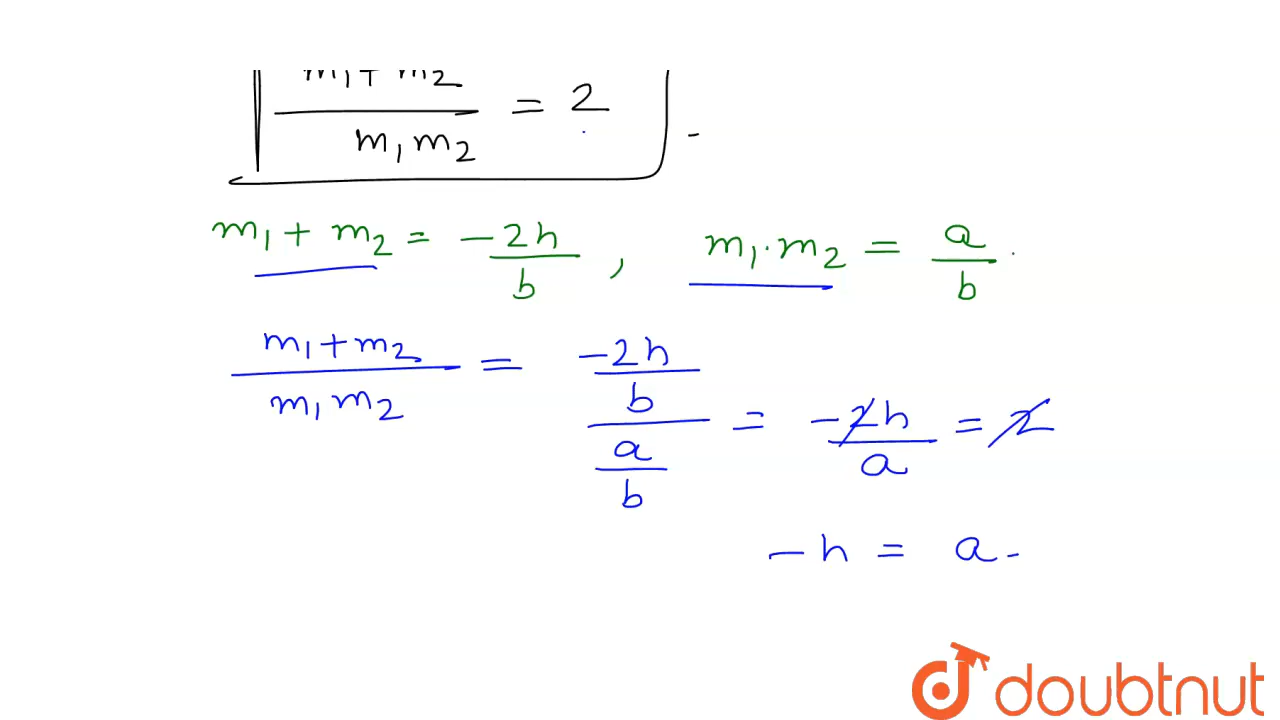 m₁ + m₂ / m₁m₂ = 2
m₁ + m₂ = -2h/b , m₁·m₂ = a/b
(m₁ + m₂)/(m₁m₂) = (-2h/b)/(a/b) = -2h/a = 2
-h = a
doubtnut